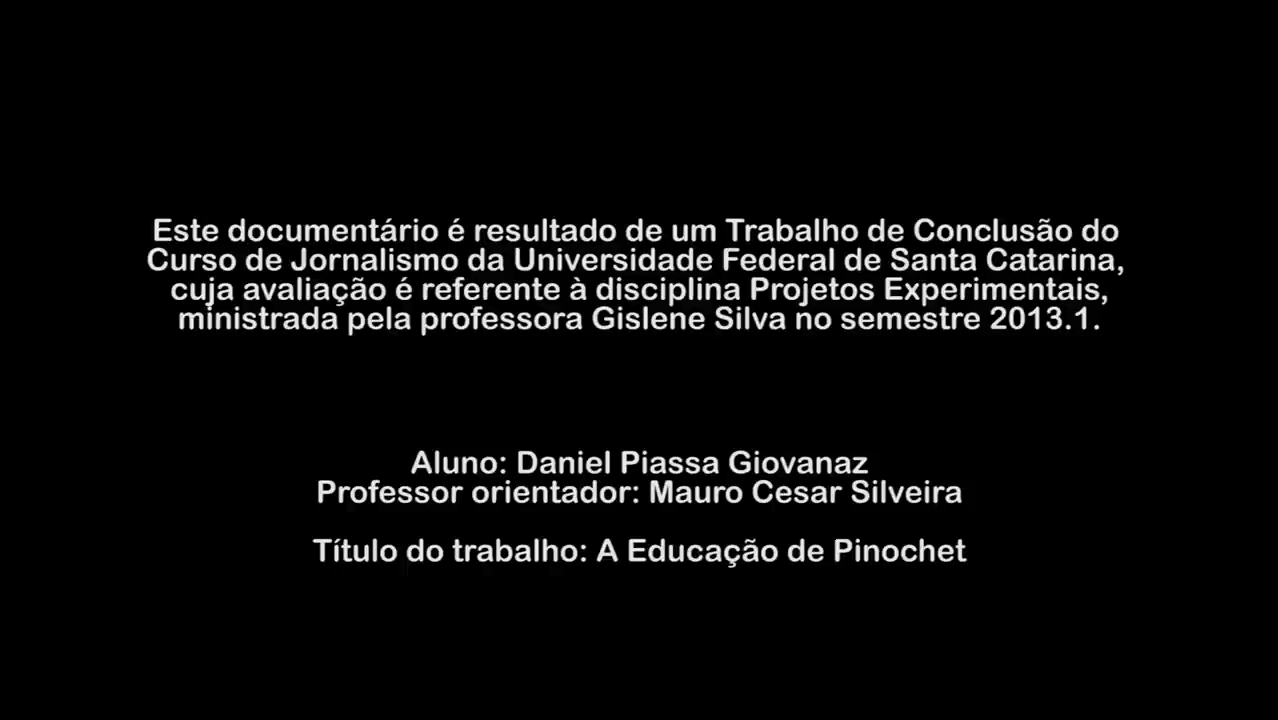 Este documentário é resultado de um Trabalho de Conclusão do
Curso de Jornalismo da Universidade Federal de Santa Catarina,
cuja avaliação é referente à disciplina Projetos Experimentais,
ministrada pela professora Gislene Silva no semestre 2013.1.
Aluno: Daniel Piassa Giovanaz
Professor orientador: Mauro Cesar Silveira
Título do trabalho: A Educação de Pinochet